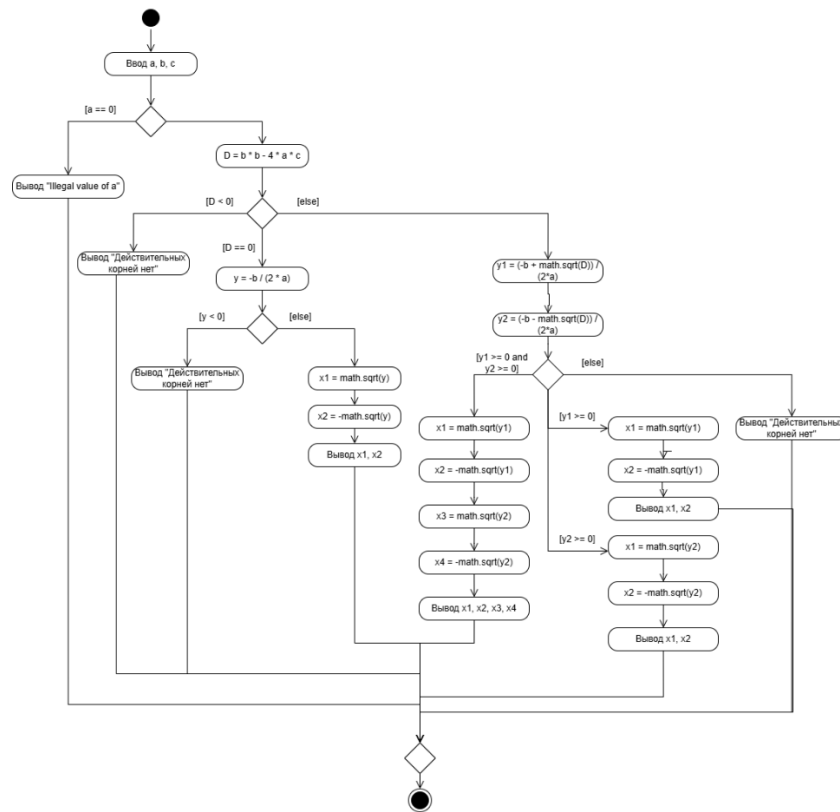 Ввод a, b, c
[a == 0]
D = b * b - 4 * a * c
Вывод "Illegal value of a"
[D < 0]
[else]
[D == 0]
Вывод "Действительных
корней нет"
y = -b / (2 * a)
y1 = (-b + math.sqrt(D)) /
(2*a)
y2 = (-b - math.sqrt(D)) /
(2*a)
[y < 0]
[else]
Вывод "Действительных
корней нет"
x1 = math.sqrt(y)
x2 = -math.sqrt(y)
Вывод x1, x2
[y1 >= 0 and
y2 >= 0]
[else]
x1 = math.sqrt(y1)
x2 = -math.sqrt(y1)
x3 = math.sqrt(y2)
x4 = -math.sqrt(y2)
Вывод x1, x2, x3, x4
[y1 >= 0]
x1 = math.sqrt(y1)
x2 = -math.sqrt(y1)
Вывод x1, x2
[y2 >= 0]
x1 = math.sqrt(y2)
x2 = -math.sqrt(y2)
Вывод x1, x2
Вывод "Действительных
корней нет"